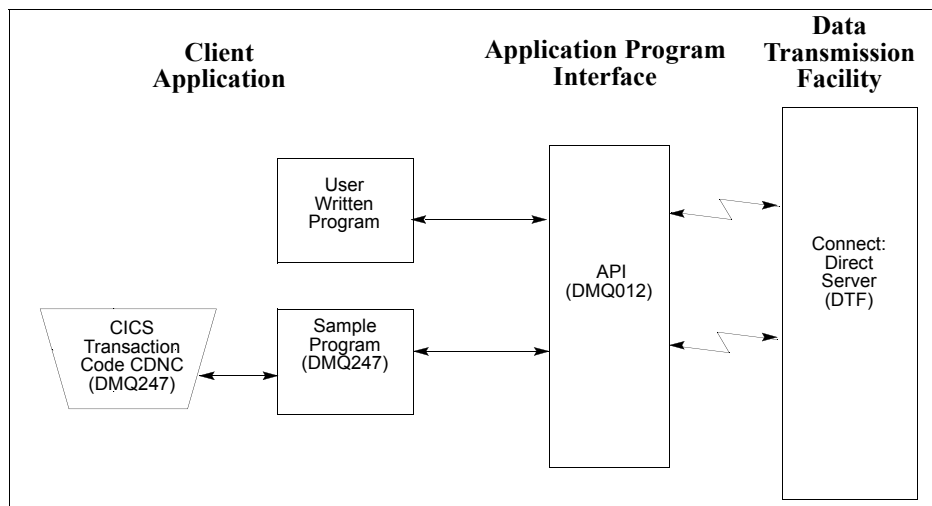 Client
Application
Application Program
Interface
Data
Transmission
Facility
User
Written
Program
API
(DMQ012)
Connect:
Direct
Server
(DTF)
CICS
Transaction
Code CDNC
(DMQ247)
Sample
Program
(DMQ247)